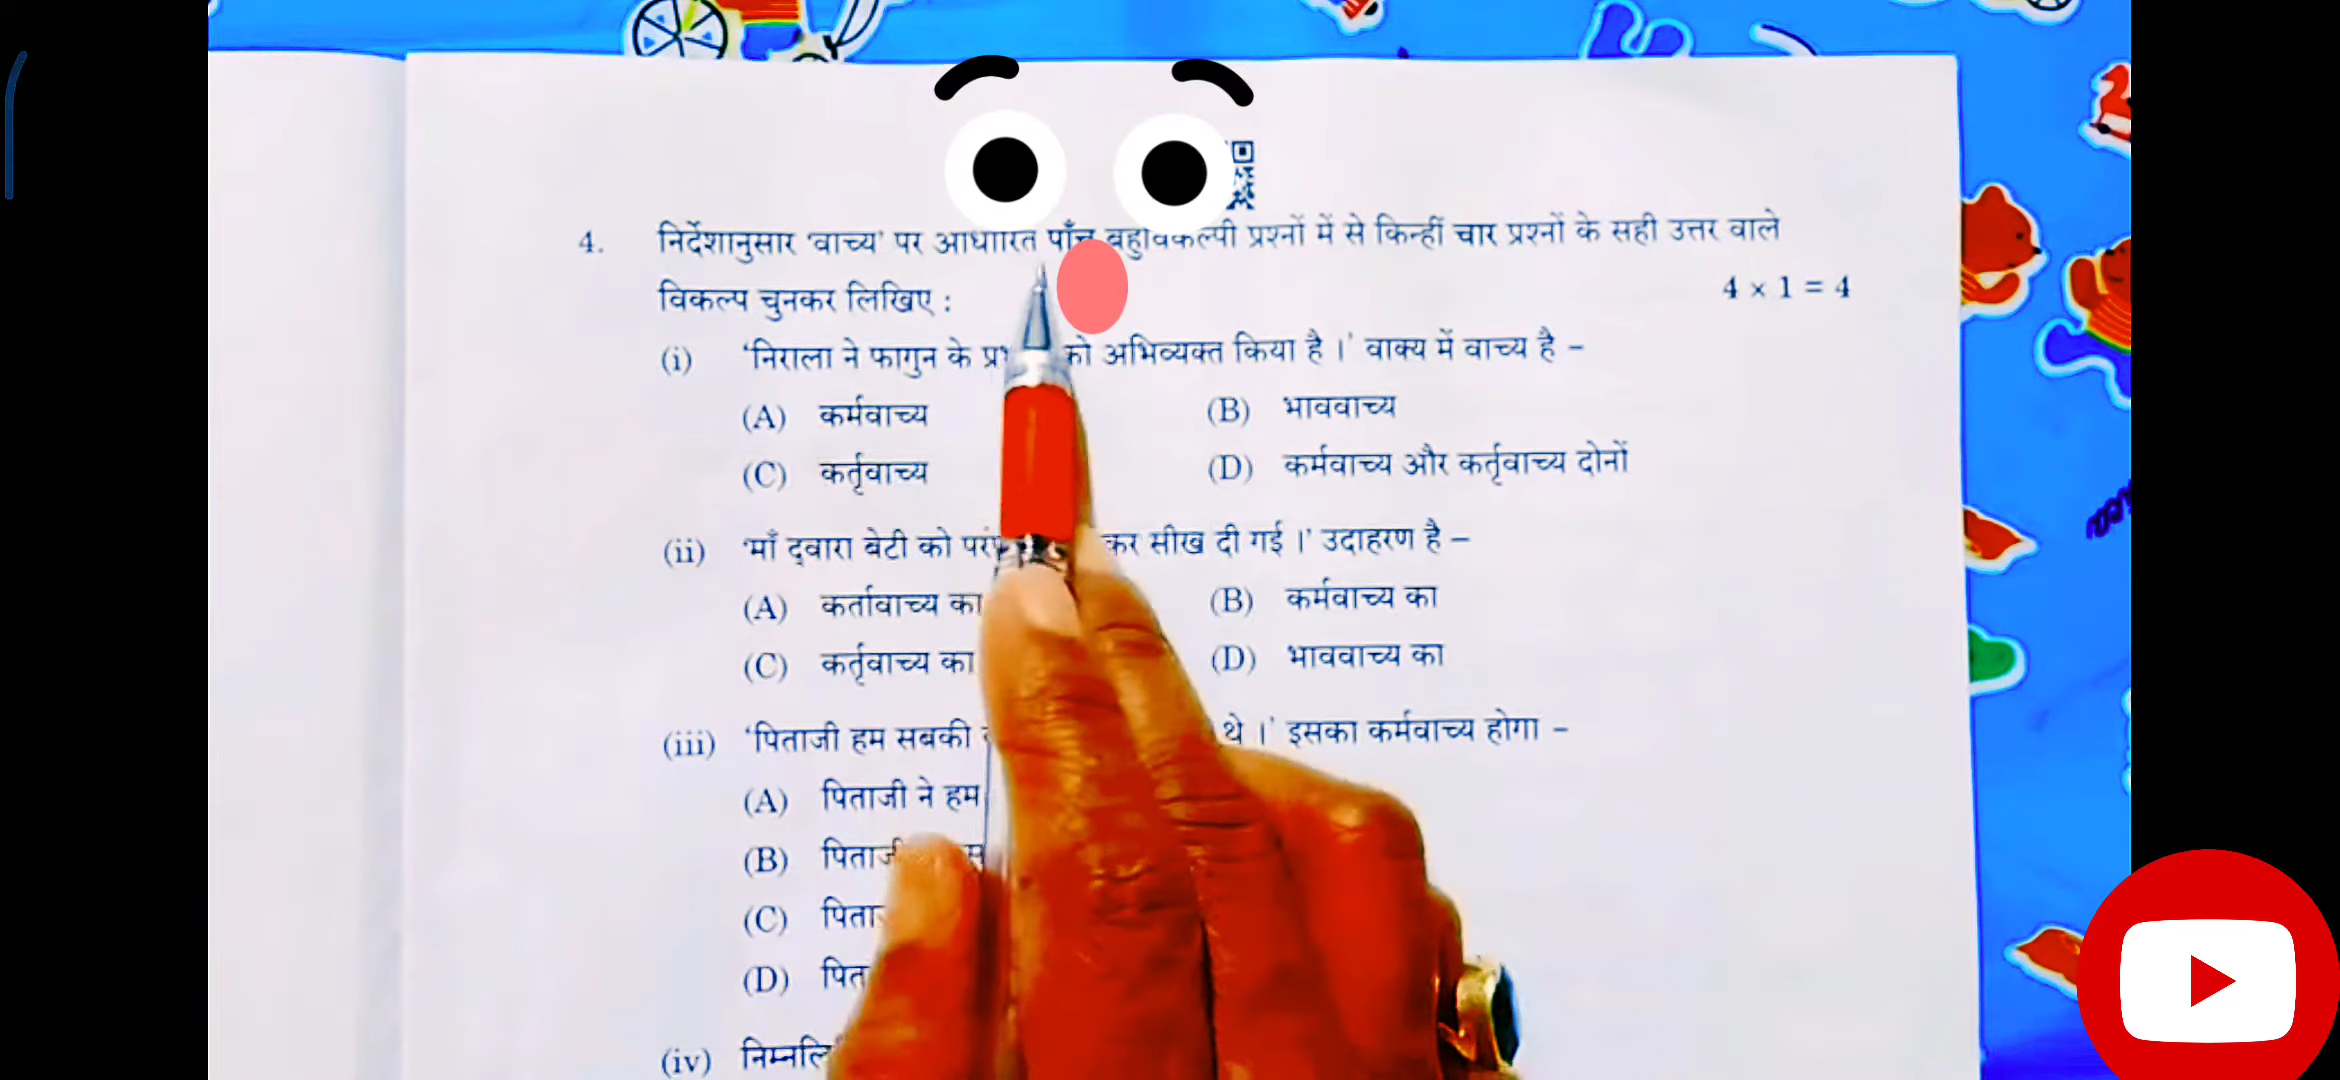 4. निर्देशानुसार ‘वाच्य’ पर आधारित पाँच बहुविकल्पी प्रश्नों में से किन्हीं चार प्रश्नों के सही उत्तर वाले
विकल्प चुनकर लिखिए : 4 × 1 = 4
(i) ‘निराला ने फागुन के को अभिव्यक्त किया है ।’ वाक्य में वाच्य है –
(A) कर्मवाच्य (B) भाववाच्य
(C) कर्तृवाच्य (D) कर्मवाच्य और कर्तृवाच्य दोनों
(ii) ‘माँ द्वारा बेटी को कर सीख दी गई ।’ उदाहरण है –
(A) कर्तावाच्य का (B) कर्मवाच्य का
(C) कर्तृवाच्य का (D) भाववाच्य का
(iii) ‘पिताजी हम सबकी थे ।’ इसका कर्मवाच्य होगा –
(A) पिताजी ने हम
(B)
(C)
(D)
(iv)